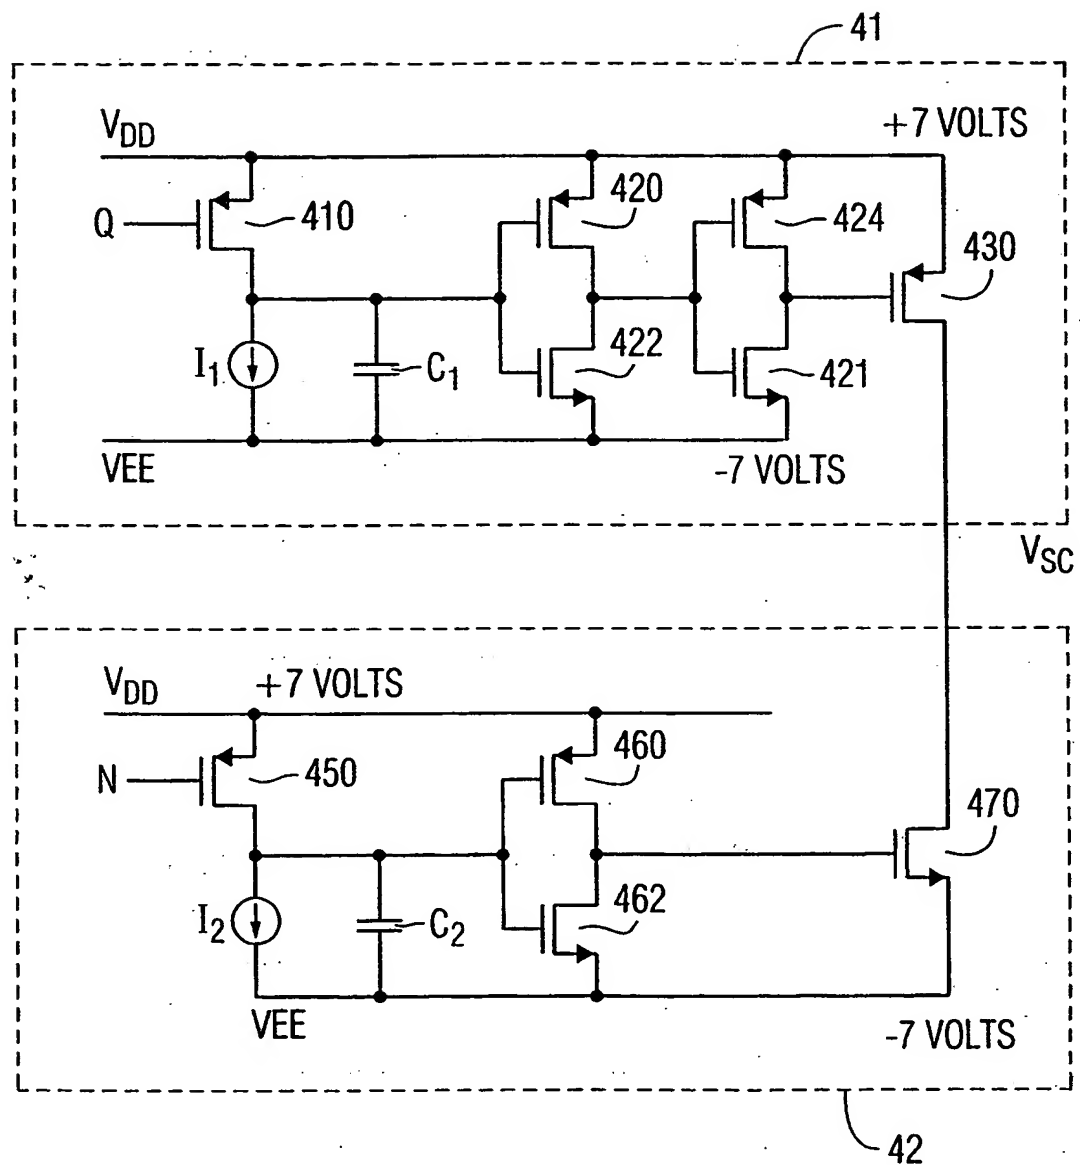 41
VDD
+7 VOLTS
Q
410
420
424
430
I1
C1
422
421
VEE
-7 VOLTS
VSC
VDD
+7 VOLTS
N
450
460
470
I2
C2
462
VEE
-7 VOLTS
42